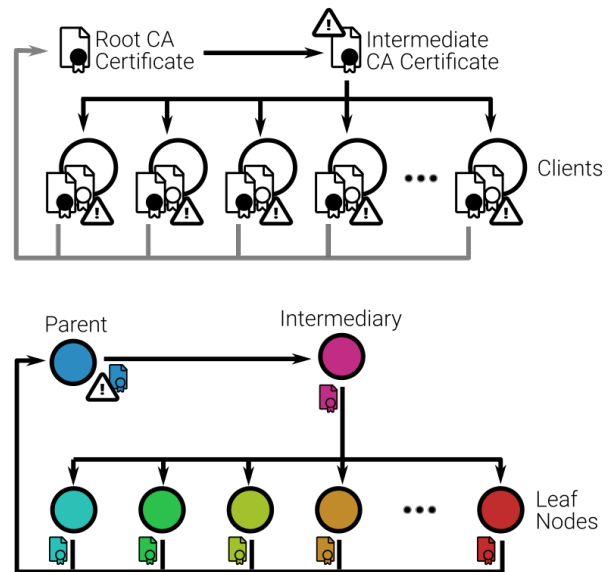 Root CA
Certificate
Intermediate
CA Certificate
Clients
Parent
Intermediary
Leaf
Nodes